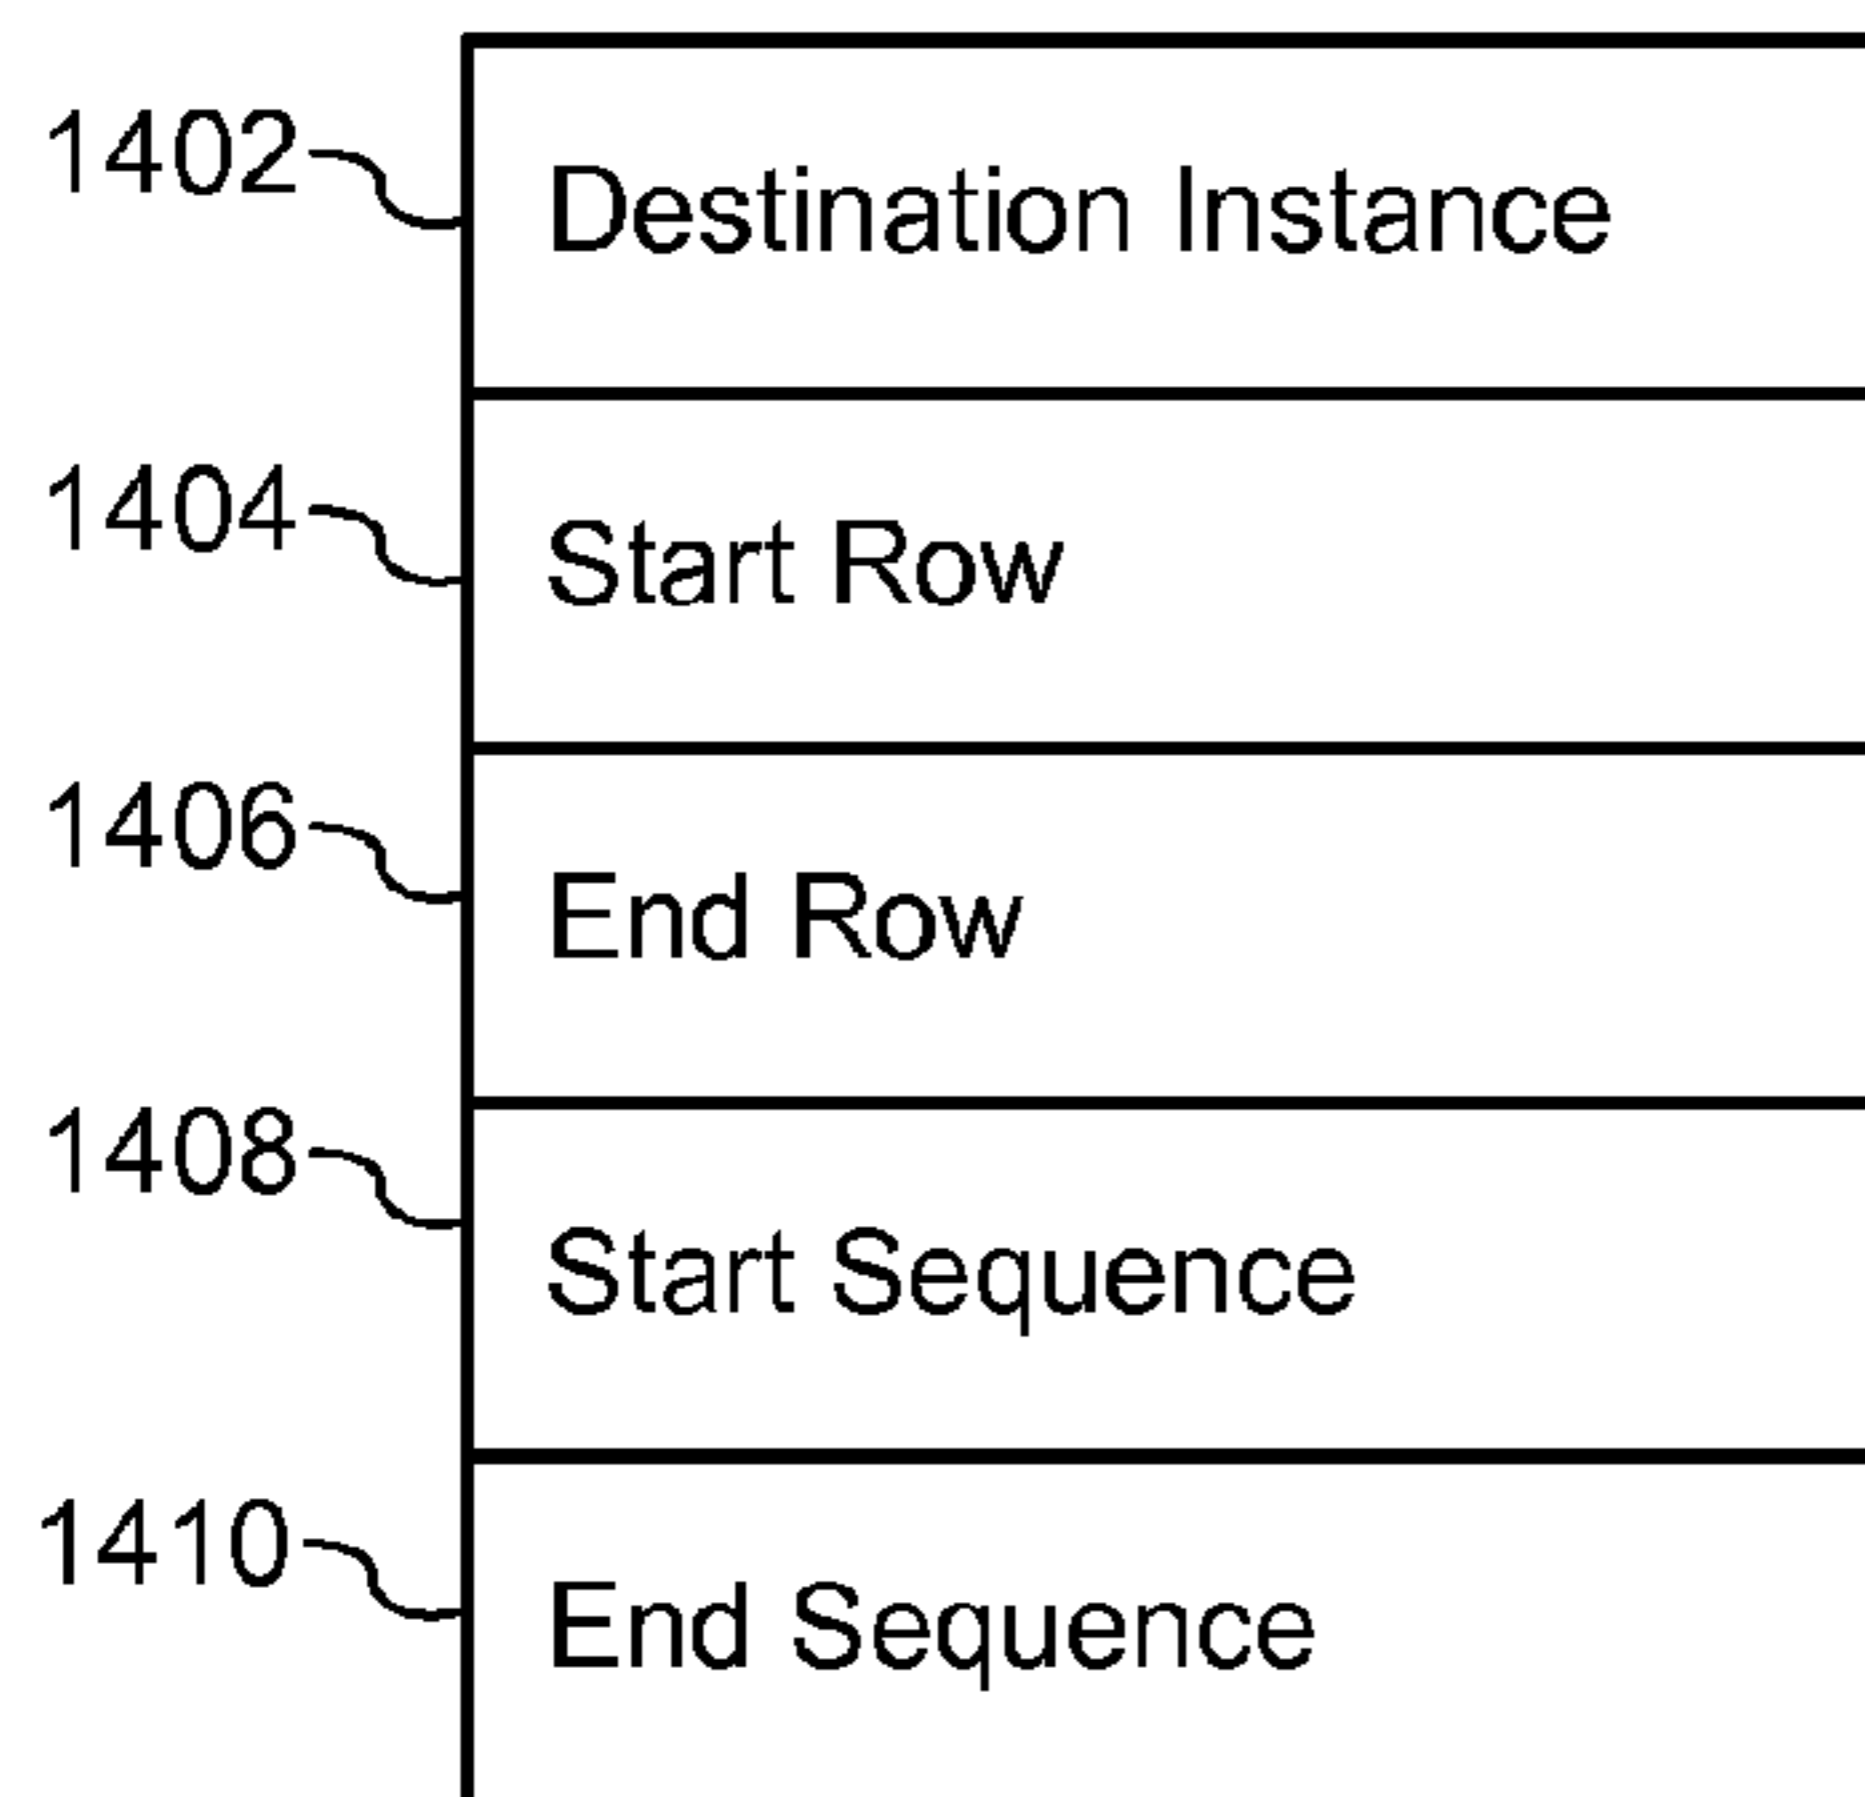 1402 Destination Instance
1404 Start Row
1406 End Row
1408 Start Sequence
1410 End Sequence